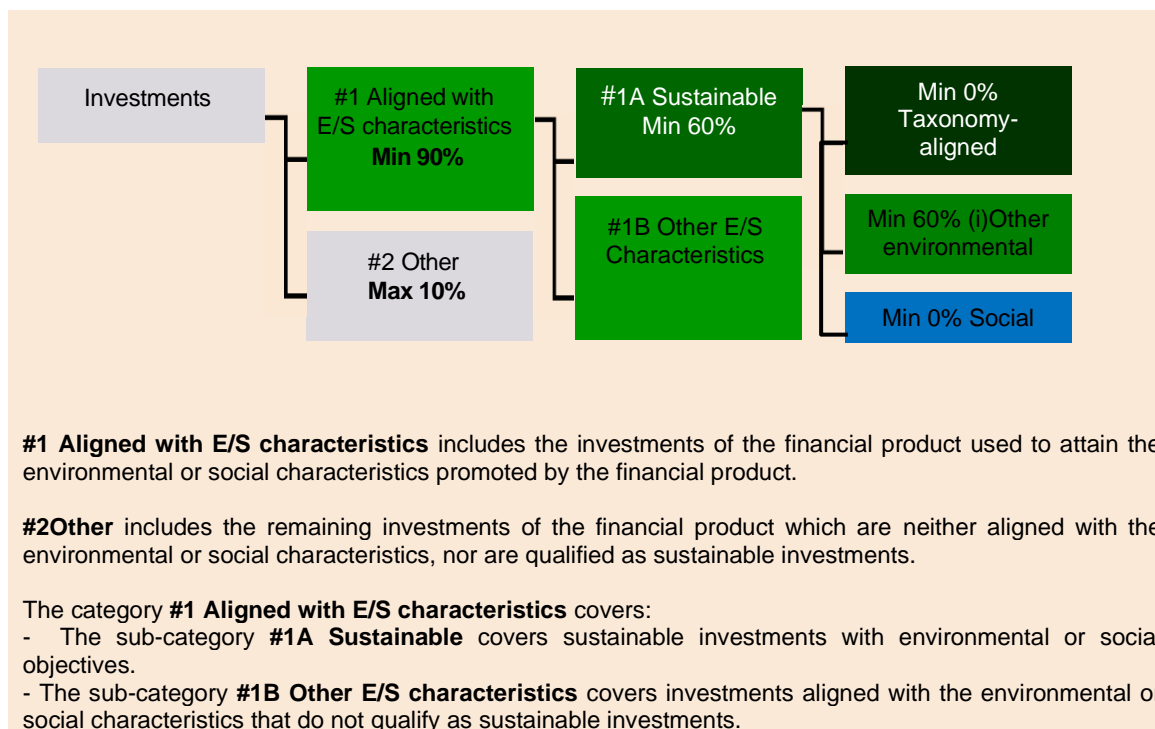 Investments
#1 Aligned with
E/S characteristics
Min 90%
#2 Other
Max 10%
#1A Sustainable
Min 60%
#1B Other E/S
Characteristics
Min 0%
Taxonomy-
aligned
Min 60% (i)Other
environmental
Min 0% Social
#1 Aligned with E/S characteristics includes the investments of the financial product used to attain the
environmental or social characteristics promoted by the financial product.
#2Other includes the remaining investments of the financial product which are neither aligned with the
environmental or social characteristics, nor are qualified as sustainable investments.
The category #1 Aligned with E/S characteristics covers:
- The sub-category #1A Sustainable covers sustainable investments with environmental or social
objectives.
- The sub-category #1B Other E/S characteristics covers investments aligned with the environmental or
social characteristics that do not qualify as sustainable investments.